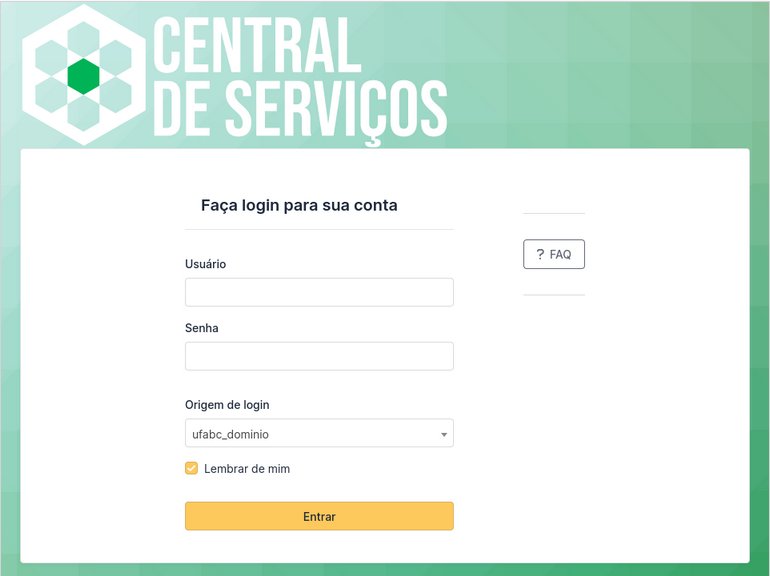 CENTRAL
DE SERVIÇOS
Faça login para sua conta
? FAQ
Usuário
Senha
Origem de login
ufabc_dominio
Lembrar de mim
Entrar